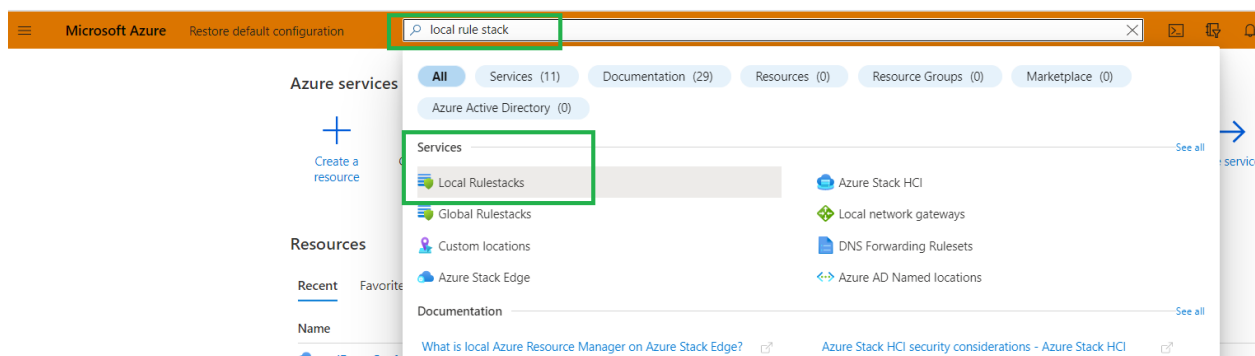 Microsoft Azure Restore default configuration local rule stack
Azure services
All Services (11) Documentation (29) Resources (0) Resource Groups (0) Marketplace (0)
Azure Active Directory (0)
Create a resource
Services See all
Local Rulestacks Azure Stack HCI
Global Rulestacks Local network gateways
Custom locations DNS Forwarding Rulesets
Azure Stack Edge Azure AD Named locations
Resources
Recent Favorite
Name
Documentation See all
What is local Azure Resource Manager on Azure Stack Edge? Azure Stack HCI security considerations - Azure Stack HCI